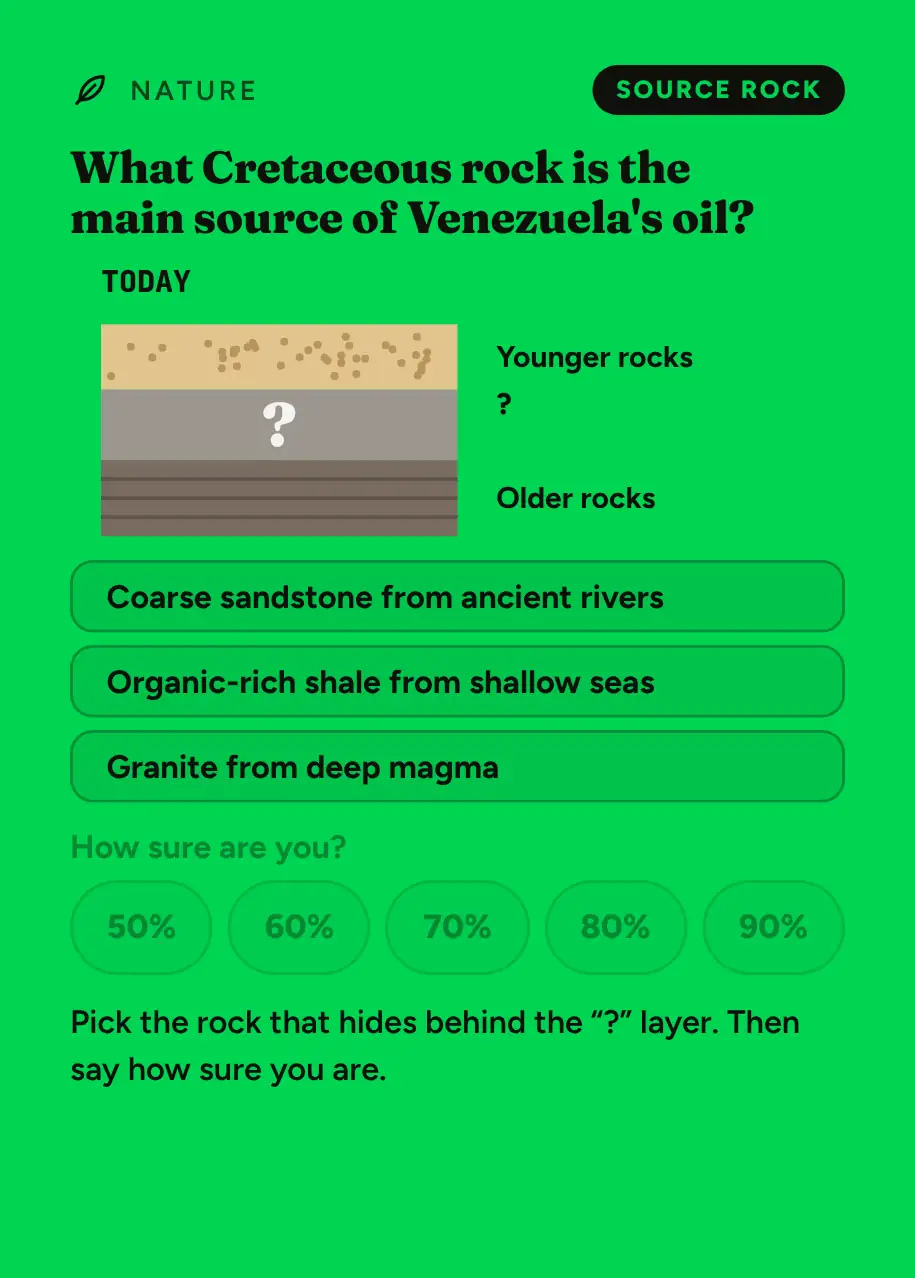 NATURE
SOURCE ROCK
What Cretaceous rock is the
main source of Venezuela's oil?
TODAY
Younger rocks
?
?
Older rocks
Coarse sandstone from ancient rivers
Organic-rich shale from shallow seas
Granite from deep magma
How sure are you?
50% 60% 70% 80% 90%
Pick the rock that hides behind the “?” layer. Then
say how sure you are.